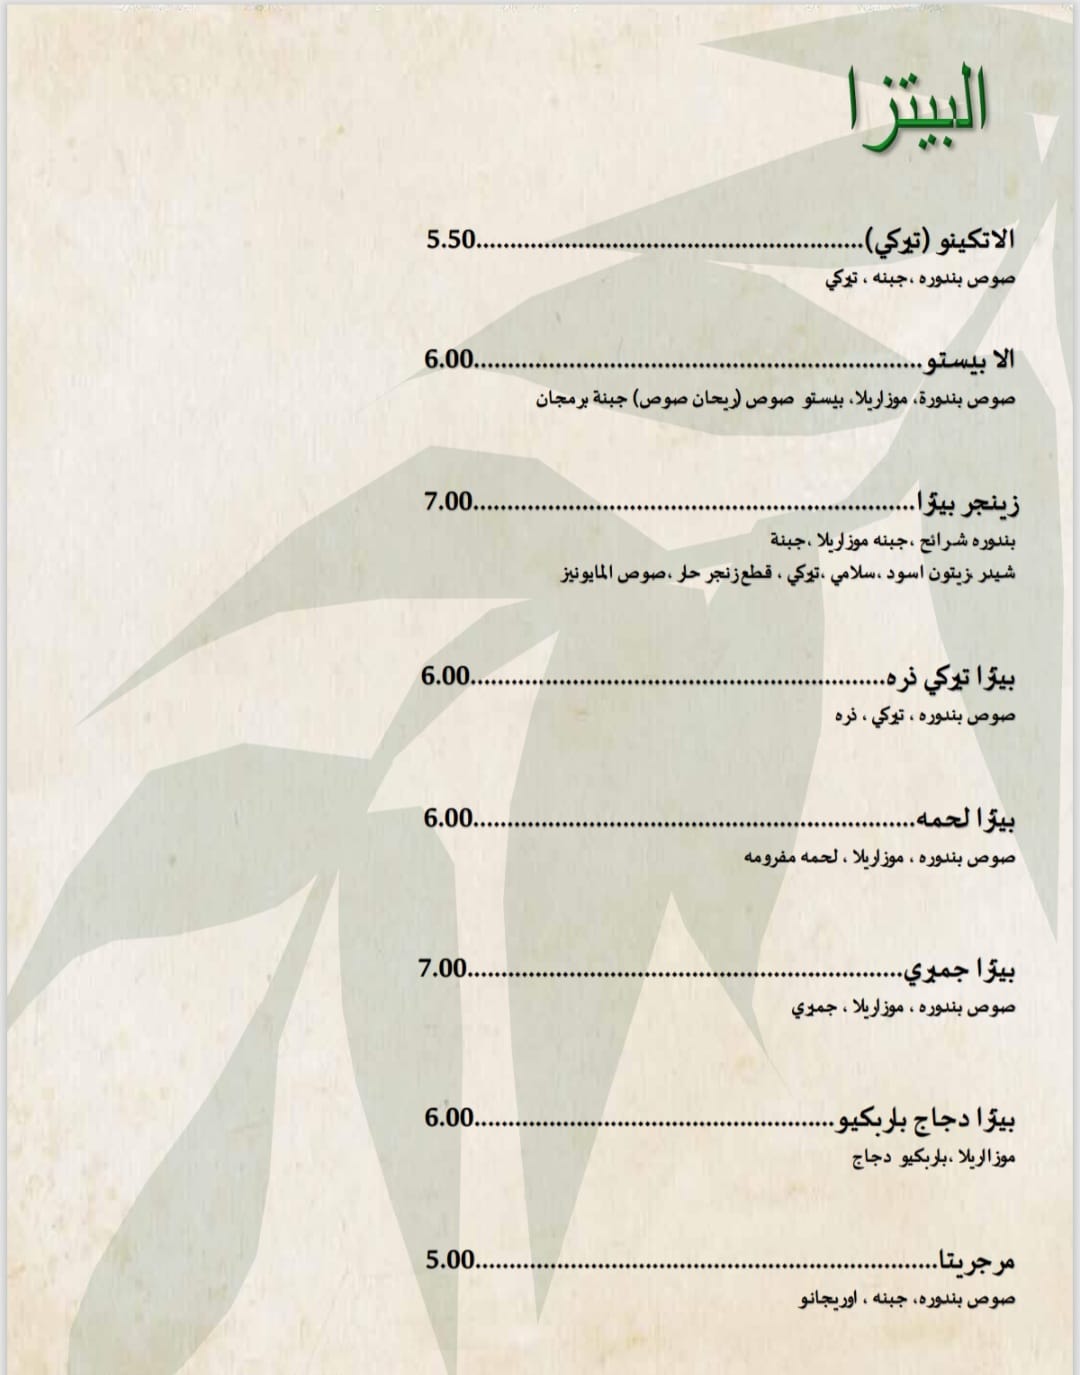 البيتزا
الاتكينو (تيركي)......................................................5.50
صوص بندوره ،جبنه ، تيركي
الا بيستو..............................................................6.00
صوص بندورة، موزاريلا، بيستو صوص (ريحان صوص) جبنة برمجان
زينجر بيتزا..............................................................7.00
بندوره شرائح ،جبنه موزاريلا ،جبنة
شيدر ،زيتون اسود ،سلامي ،تيركي ، قطع زنجر حار ،صوص المايونيز
بيتزا تيركي ذره..........................................................6.00
صوص بندوره ، تيركي ، ذره
بيتزا لحمه..............................................................6.00
صوص بندوره ، موزاريلا ، لحمه مفرومه
بيتزا جمبري.............................................................7.00
صوص بندوره ، موزاريلا ، جمبري
بيتزا دجاج باربكيو..................................................6.00
موزااريلا ،باربكيو دجاج
مرجريتا.................................................................5.00
صوص بندوره، جبنه ، اوريجانو